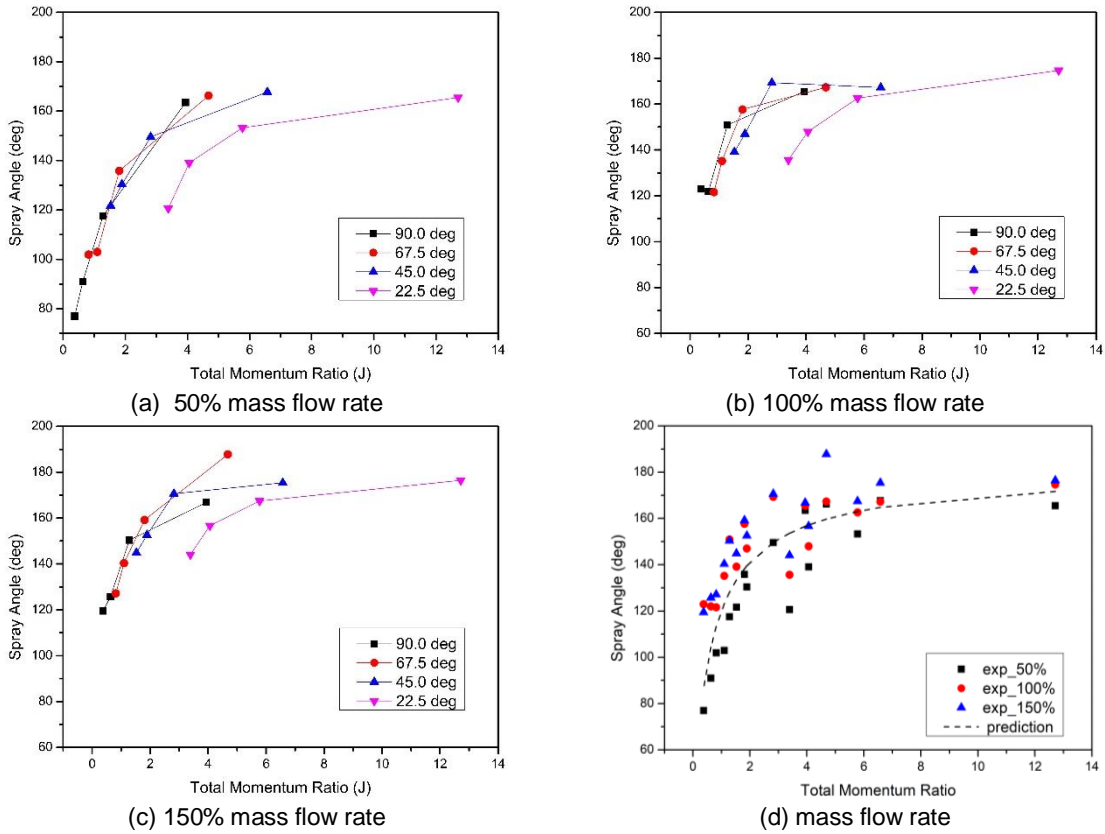 200
180
160
140
120
100
80
Spray Angle (deg)
90.0 deg
67.5 deg
45.0 deg
22.5 deg
0 2 4 6 8 10 12 14
Total Momentum Ratio (J)
(a) 50% mass flow rate
200
180
160
140
120
100
80
60
Spray Angle (deg)
90.0 deg
67.5 deg
45.0 deg
22.5 deg
0 2 4 6 8 10 12 14
Total Momentum Ratio (J)
(b) 100% mass flow rate
200
180
160
140
120
100
80
60
Spray Angle (deg)
90.0 deg
67.5 deg
45.0 deg
22.5 deg
0 2 4 6 8 10 12 14
Total Momentum Ratio (J)
(c) 150% mass flow rate
200
180
160
140
120
100
80
60
Spray Angle (deg)
exp_50%
exp_100%
exp_150%
prediction
0 2 4 6 8 10 12 14
Total Momentum Ratio
(d) mass flow rate